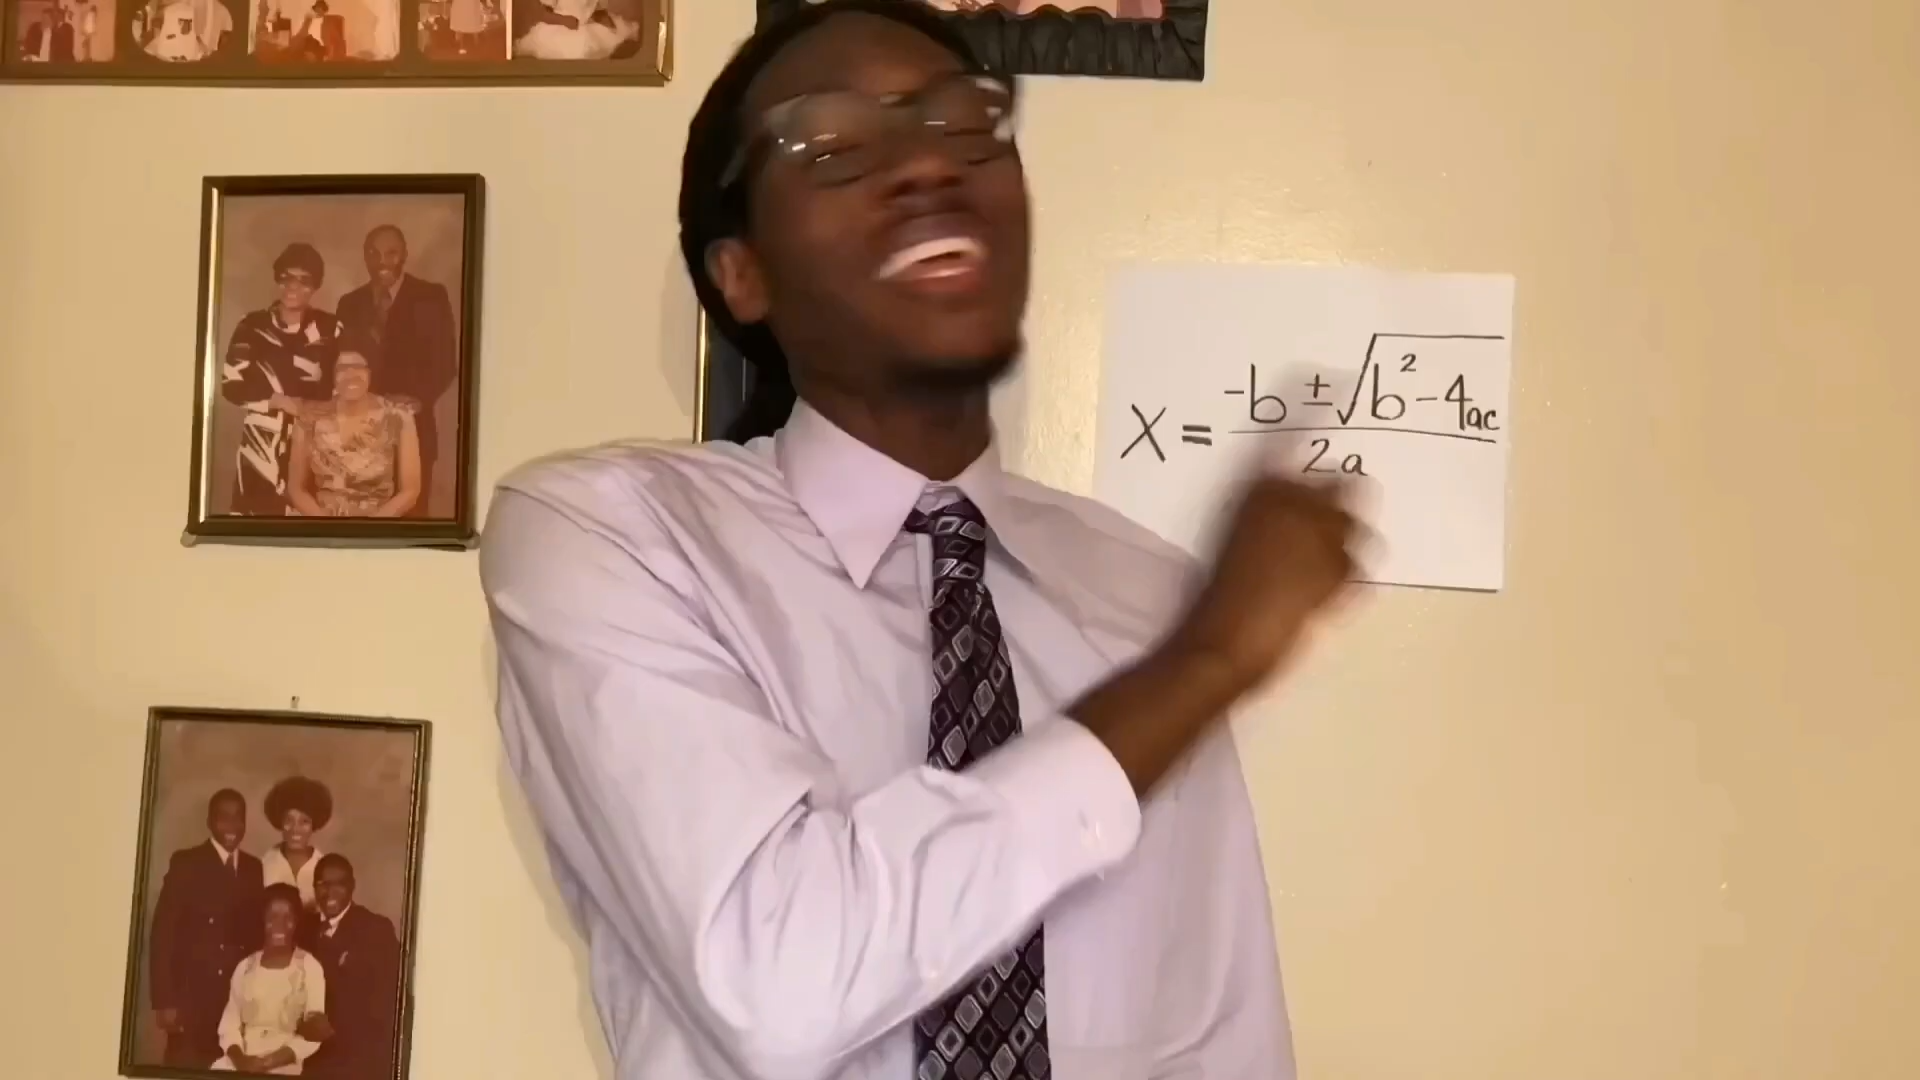 X = -b ± √b² - 4ac
2a